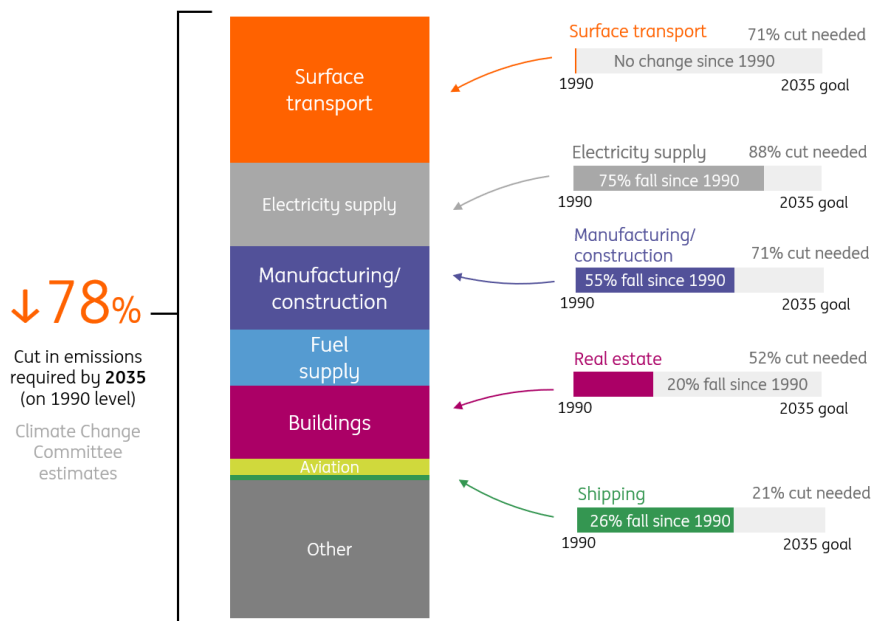 ↓78%
Cut in emissions
required by 2035
(on 1990 level)
Climate Change
Committee
estimates
Surface
transport
Electricity supply
Manufacturing/
construction
Fuel
supply
Buildings
Aviation
Other
Surface transport
71% cut needed
No change since 1990
1990
2035 goal
Electricity supply
88% cut needed
75% fall since 1990
1990
2035 goal
Manufacturing/
construction
71% cut needed
55% fall since 1990
1990
2035 goal
Real estate
52% cut needed
20% fall since 1990
1990
2035 goal
Shipping
21% cut needed
26% fall since 1990
1990
2035 goal